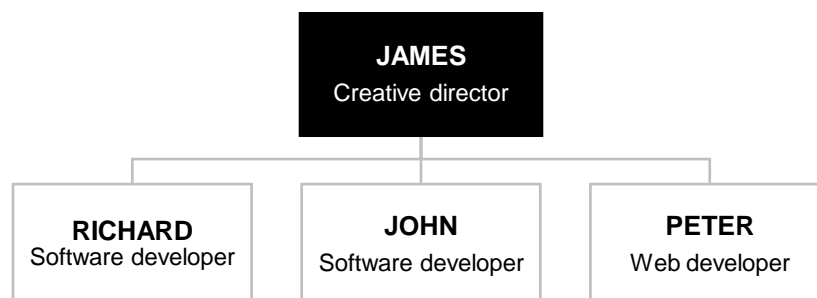 JAMES
Creative director
RICHARD
Software developer
JOHN
Software developer
PETER
Web developer